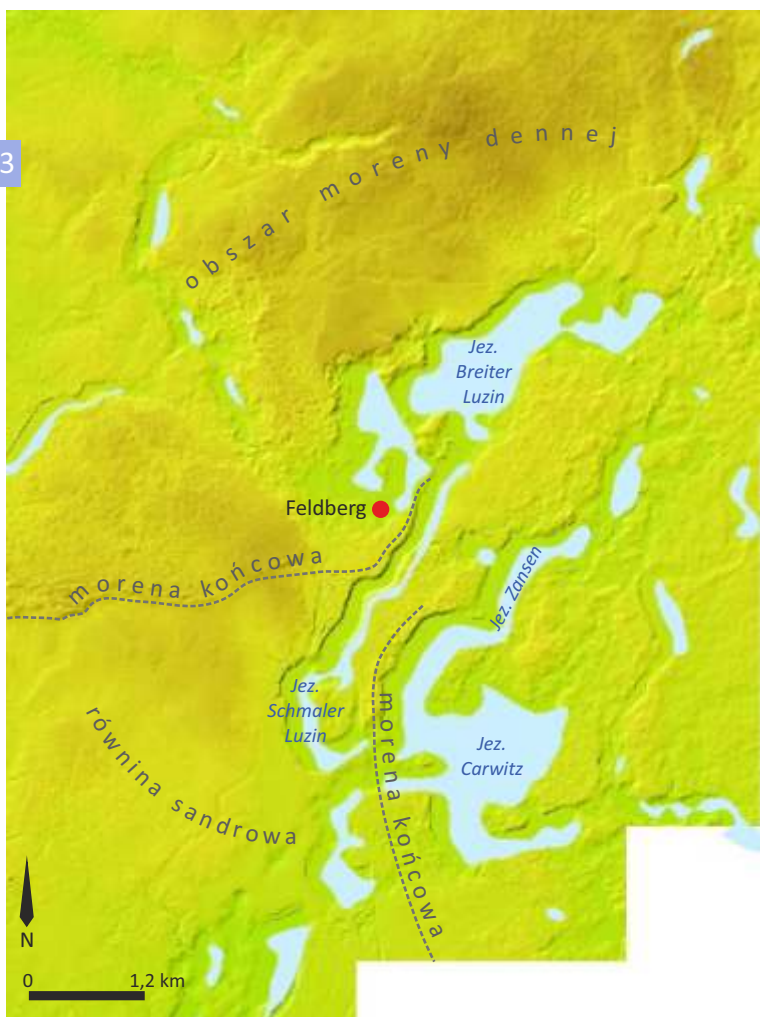 3
obszar moreny dennej
Jez.
Breiter
Luzin
Feldberg
morena końcowa
Jez. Zansen
Jez.
Schmaler
Luzin
morena końcowa
Jez.
Carwitz
równina sandrowa
N
0 1,2 km